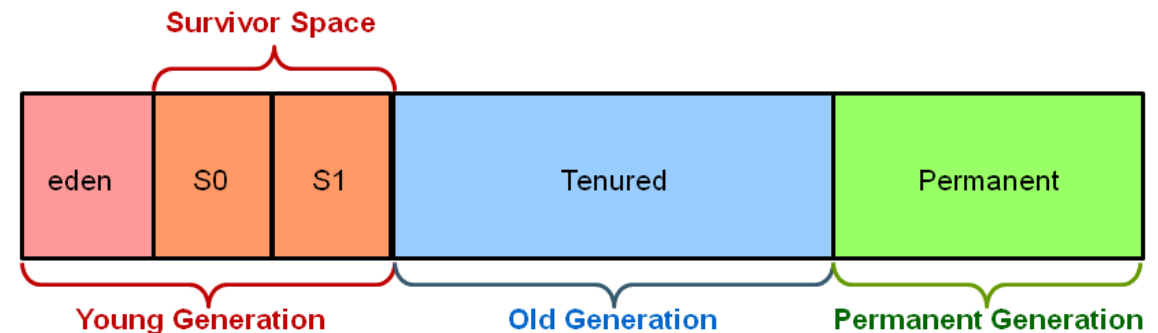 Survivor Space
eden S0 S1 Tenured Permanent
Young Generation Old Generation Permanent Generation